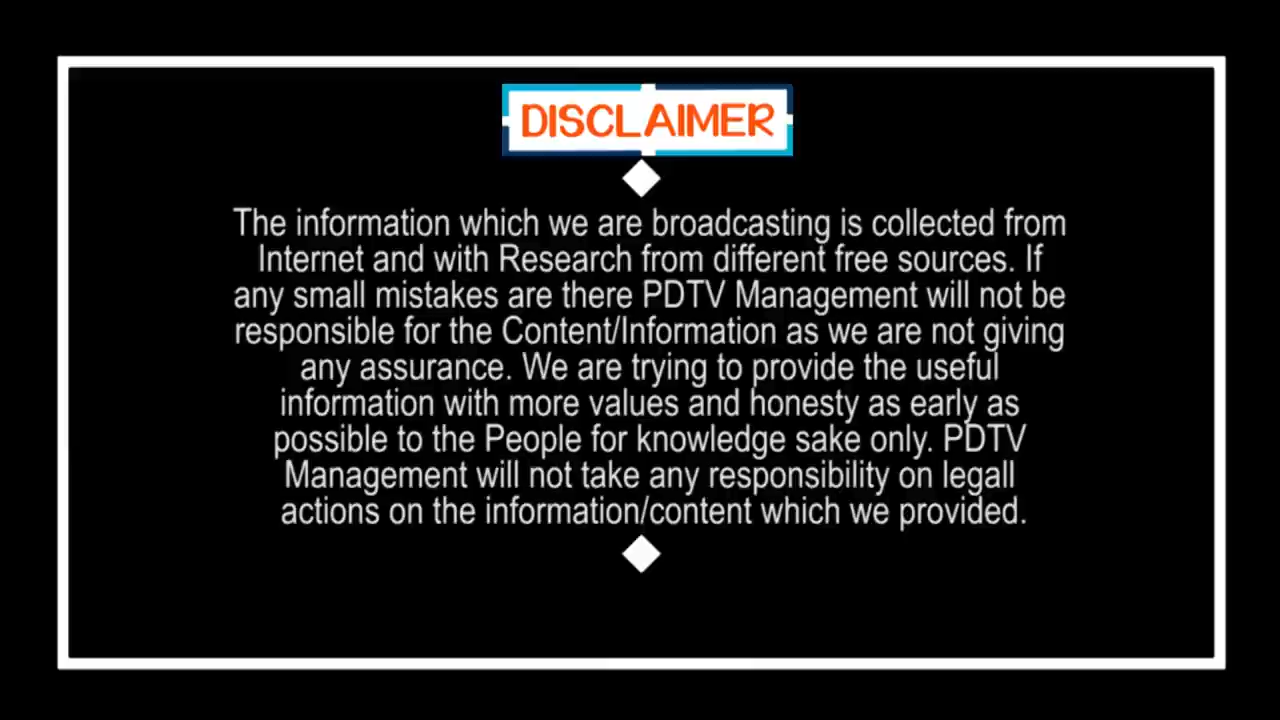 DISCLAIMER
The information which we are broadcasting is collected from
Internet and with Research from different free sources. If
any small mistakes are there PDTV Management will not be
responsible for the Content/Information as we are not giving
any assurance. We are trying to provide the useful
information with more values and honesty as early as
possible to the People for knowledge sake only. PDTV
Management will not take any responsibility on legall
actions on the information/content which we provided.